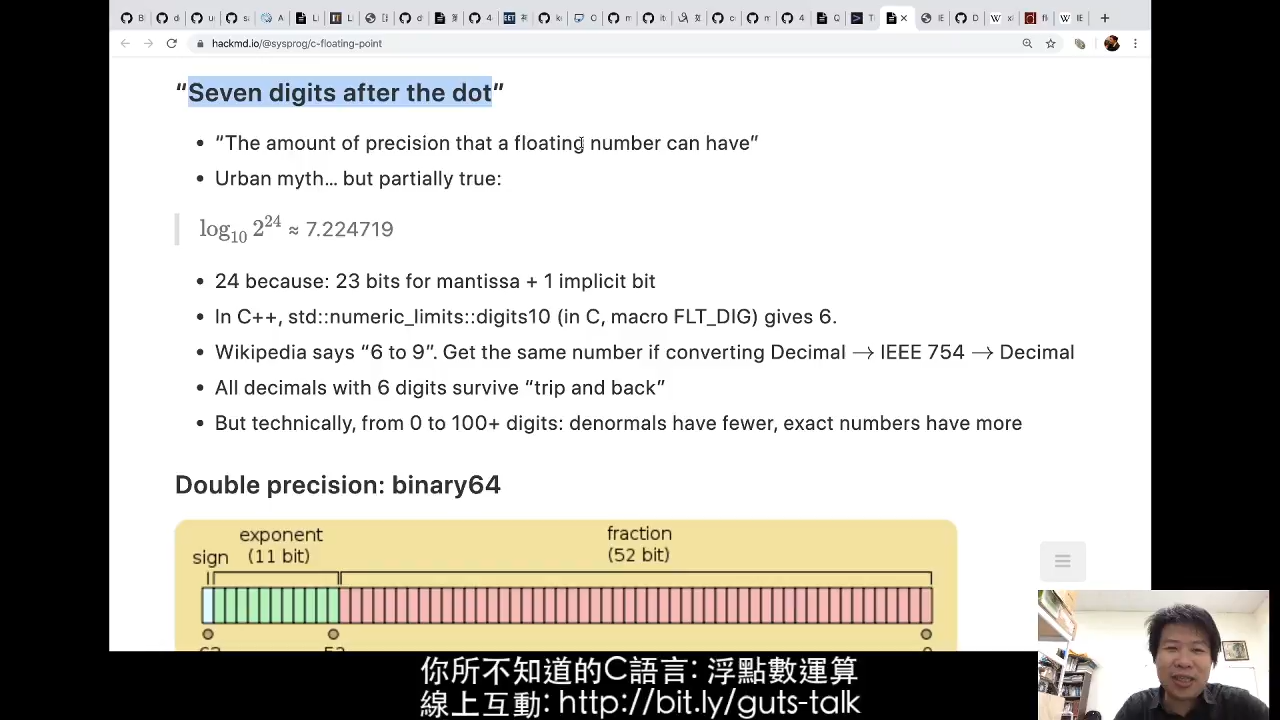 hackmd.io/@sysprog/c-floating-point
“Seven digits after the dot”
• “The amount of precision that a floating number can have”
• Urban myth… but partially true:
log₁₀ 2²⁴ ≈ 7.224719
• 24 because: 23 bits for mantissa + 1 implicit bit
• In C++, std::numeric_limits::digits10 (in C, macro FLT_DIG) gives 6.
• Wikipedia says “6 to 9”. Get the same number if converting Decimal → IEEE 754 → Decimal
• All decimals with 6 digits survive “trip and back”
• But technically, from 0 to 100+ digits: denormals have fewer, exact numbers have more
Double precision: binary64
sign
exponent
(11 bit)
fraction
(52 bit)
你所不知道的C語言: 浮點數運算
線上互動: http://bit.ly/guts-talk